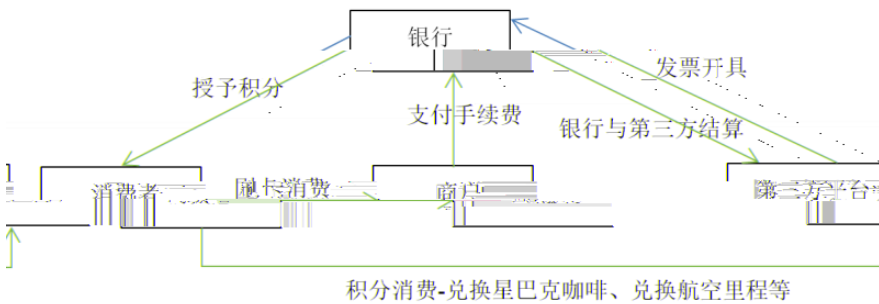 银行
授予积分
发票开具
支付手续费
银行与第三方结算
消费者
刷卡消费
商户
第三方平台
积分消费-兑换星巴克咖啡、兑换航空里程等